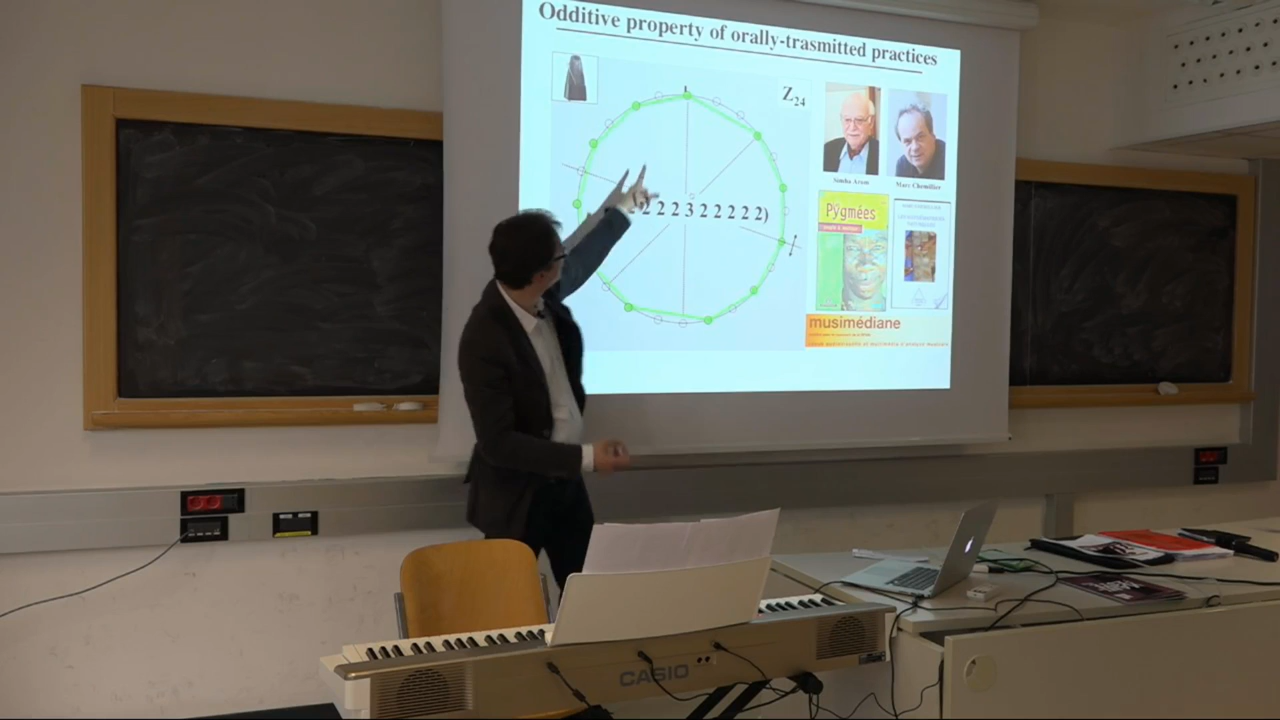 Odditive property of orally-trasmitted practices
Z24
Simha Arom
Marc Chemillier
2 2 2 3 2 2 2 2 2)
Pygmées
musimédiane
CASIO